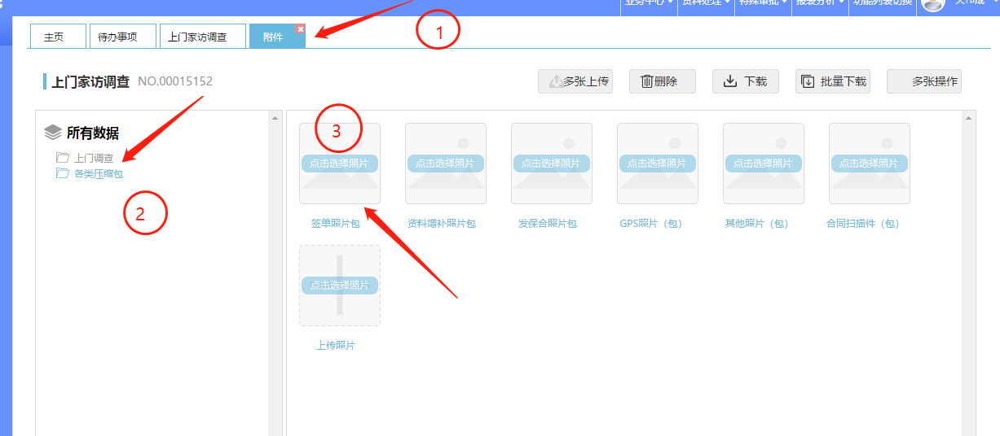 业务中心 资料处理 特殊审批 报表分析 功能列表切换
主页 待办事项 上门家访调查 附件
1
上门家访调查 NO.00015152
多张上传 删除 下载 批量下载 多张操作
所有数据
上门调查
各类压缩包
2
3
点击选择照片 点击选择照片 点击选择照片 点击选择照片 点击选择照片 点击选择照片
签单照片包 资料增补照片包 发保合照片包 GPS照片（包） 其他照片（包） 合同扫描件（包）
点击选择照片
上传照片